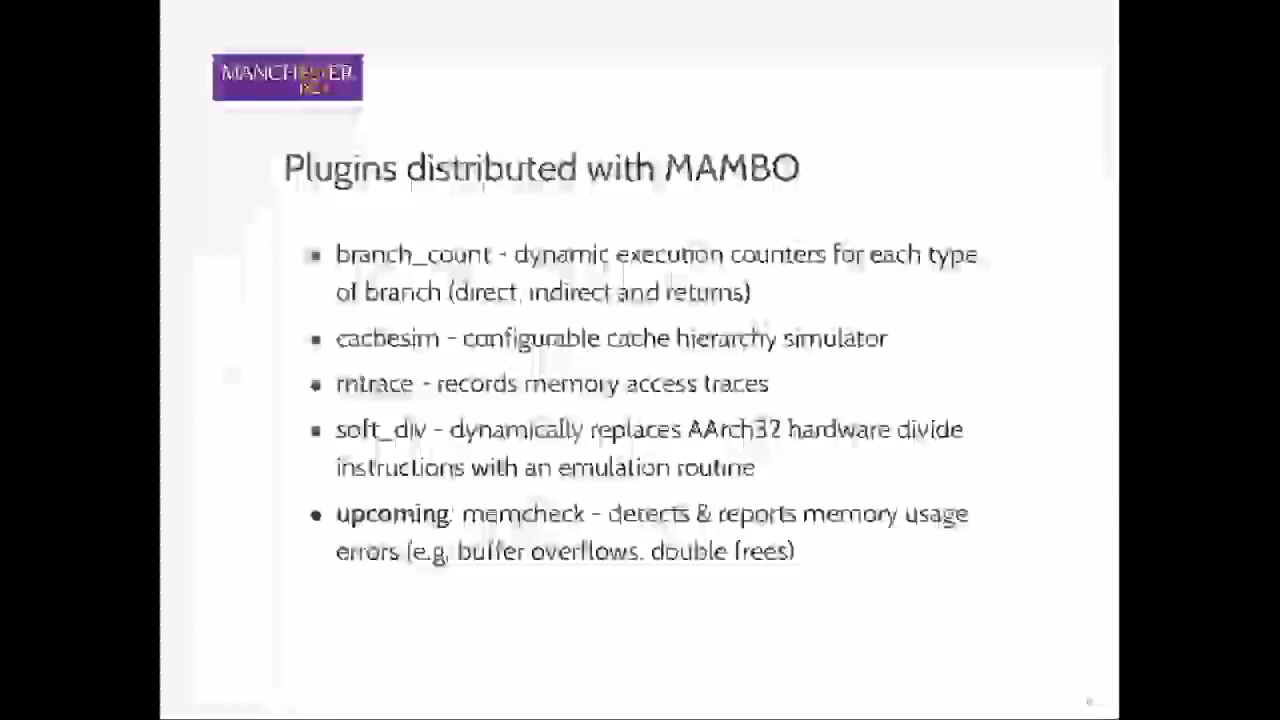 MANCHESTER
Plugins distributed with MAMBO
branch_count - dynamic execution counters for each type
of branch (direct, indirect and returns)
cachesim - configurable cache hierarchy simulator
mtrace - records memory access traces
soft_div - dynamically replaces AArch32 hardware divide
instructions with an emulation routine
upcoming: memcheck - detects & reports memory usage
errors (e.g. buffer overflows, double frees)